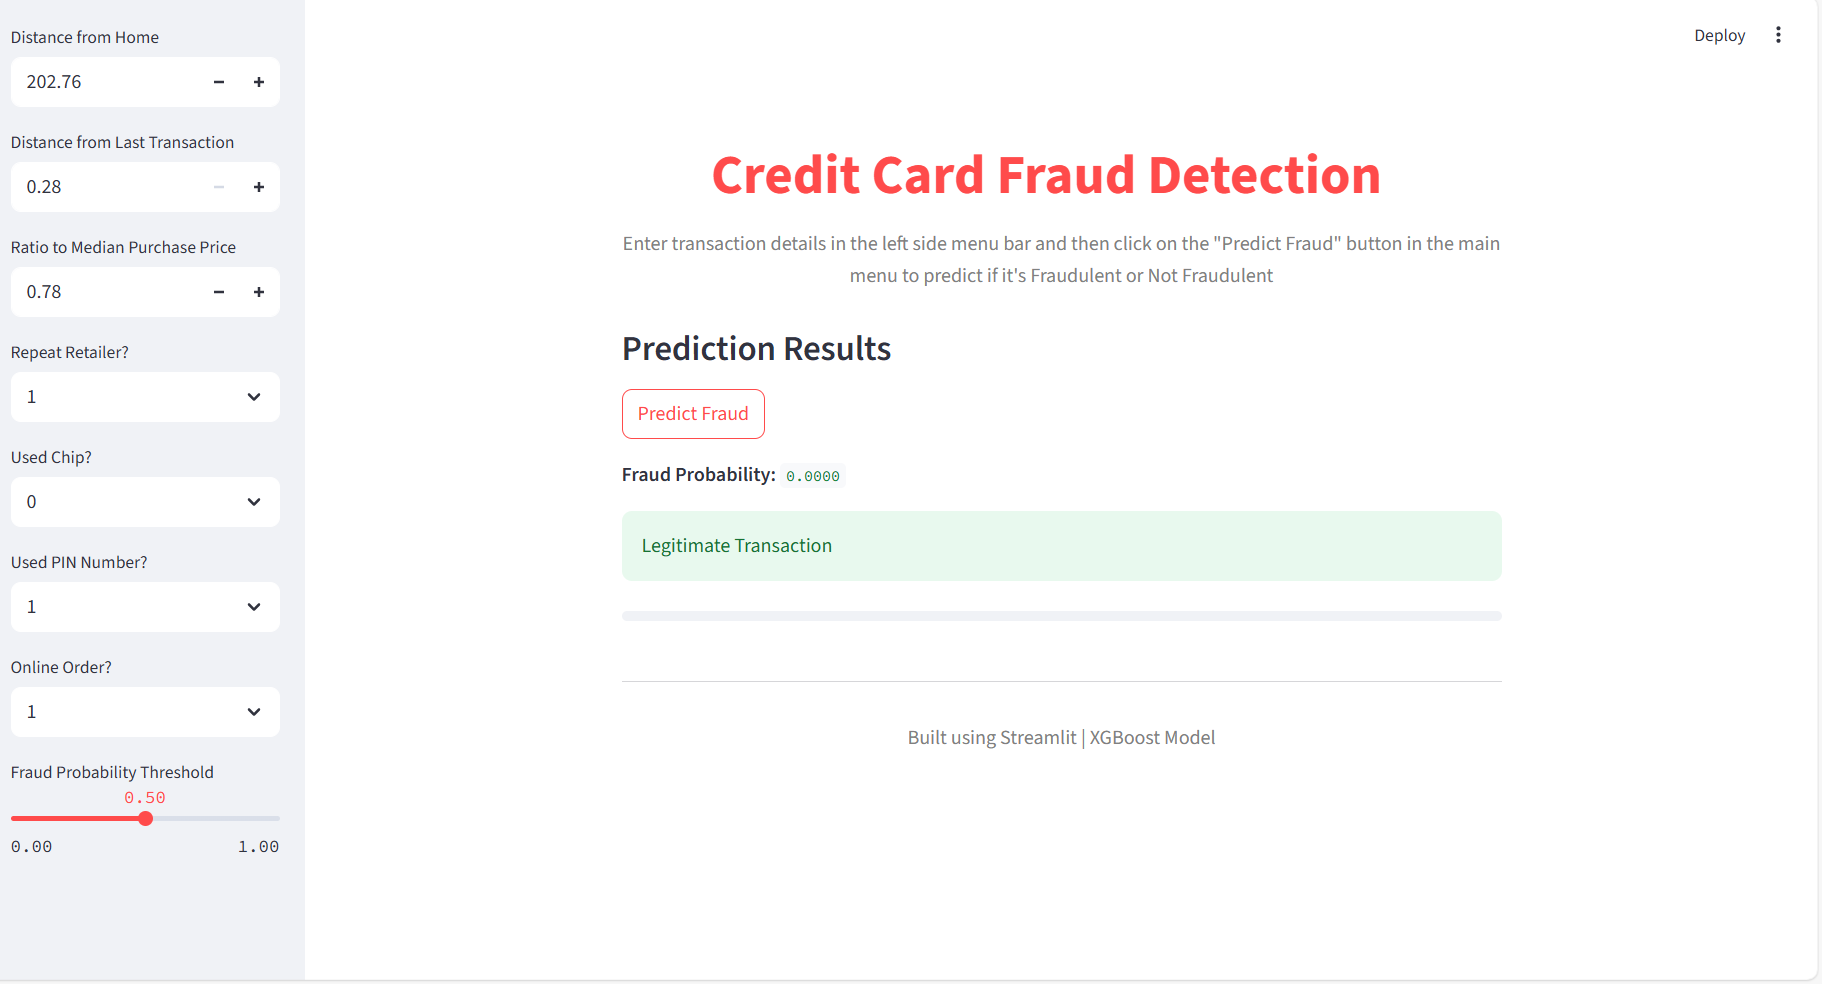 Distance from Home
202.76
Distance from Last Transaction
0.28
Ratio to Median Purchase Price
0.78
Repeat Retailer?
1
Used Chip?
0
Used PIN Number?
1
Online Order?
1
Fraud Probability Threshold
0.50
0.00 1.00
Deploy
Credit Card Fraud Detection
Enter transaction details in the left side menu bar and then click on the "Predict Fraud" button in the main
menu to predict if it's Fraudulent or Not Fraudulent
Prediction Results
Predict Fraud
Fraud Probability: 0.0000
Legitimate Transaction
Built using Streamlit | XGBoost Model